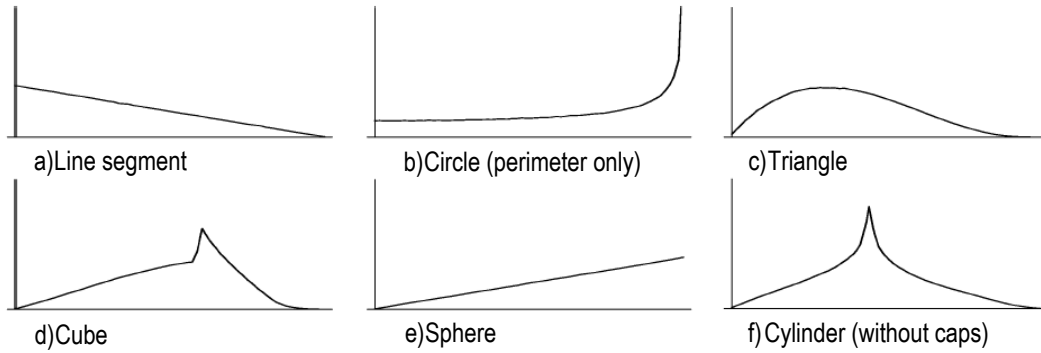 a)Line segment
b)Circle (perimeter only)
c)Triangle
d)Cube
e)Sphere
f)Cylinder (without caps)